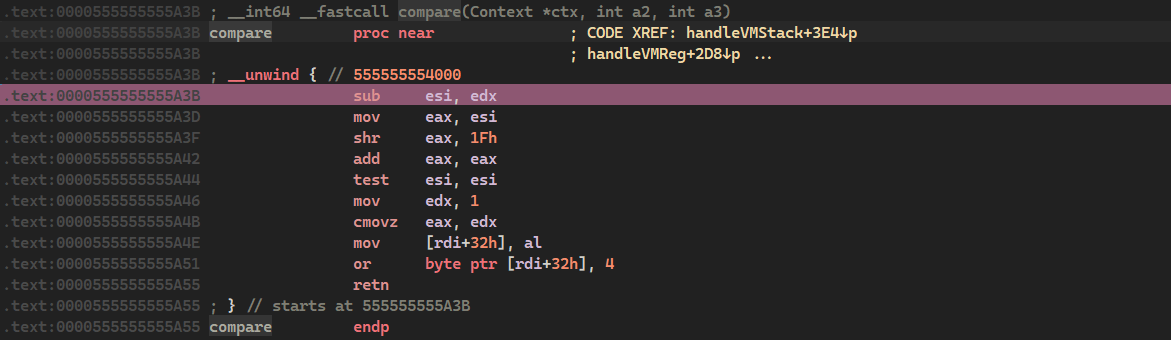 .text:0000555555555A3B ; __int64 __fastcall compare(Context *ctx, int a2, int a3)
.text:0000555555555A3B compare         proc near               ; CODE XREF: handleVMStack+3E4↓p
.text:0000555555555A3B                                         ; handleVMReg+2D8↓p ...
.text:0000555555555A3B ; __unwind { // 555555554000
.text:0000555555555A3B                 sub     esi, edx
.text:0000555555555A3D                 mov     eax, esi
.text:0000555555555A3F                 shr     eax, 1Fh
.text:0000555555555A42                 add     eax, eax
.text:0000555555555A44                 test    esi, esi
.text:0000555555555A46                 mov     edx, 1
.text:0000555555555A4B                 cmovz   eax, edx
.text:0000555555555A4E                 mov     [rdi+32h], al
.text:0000555555555A51                 or      byte ptr [rdi+32h], 4
.text:0000555555555A55                 retn
.text:0000555555555A55 ; } // starts at 555555555A3B
.text:0000555555555A55 compare         endp